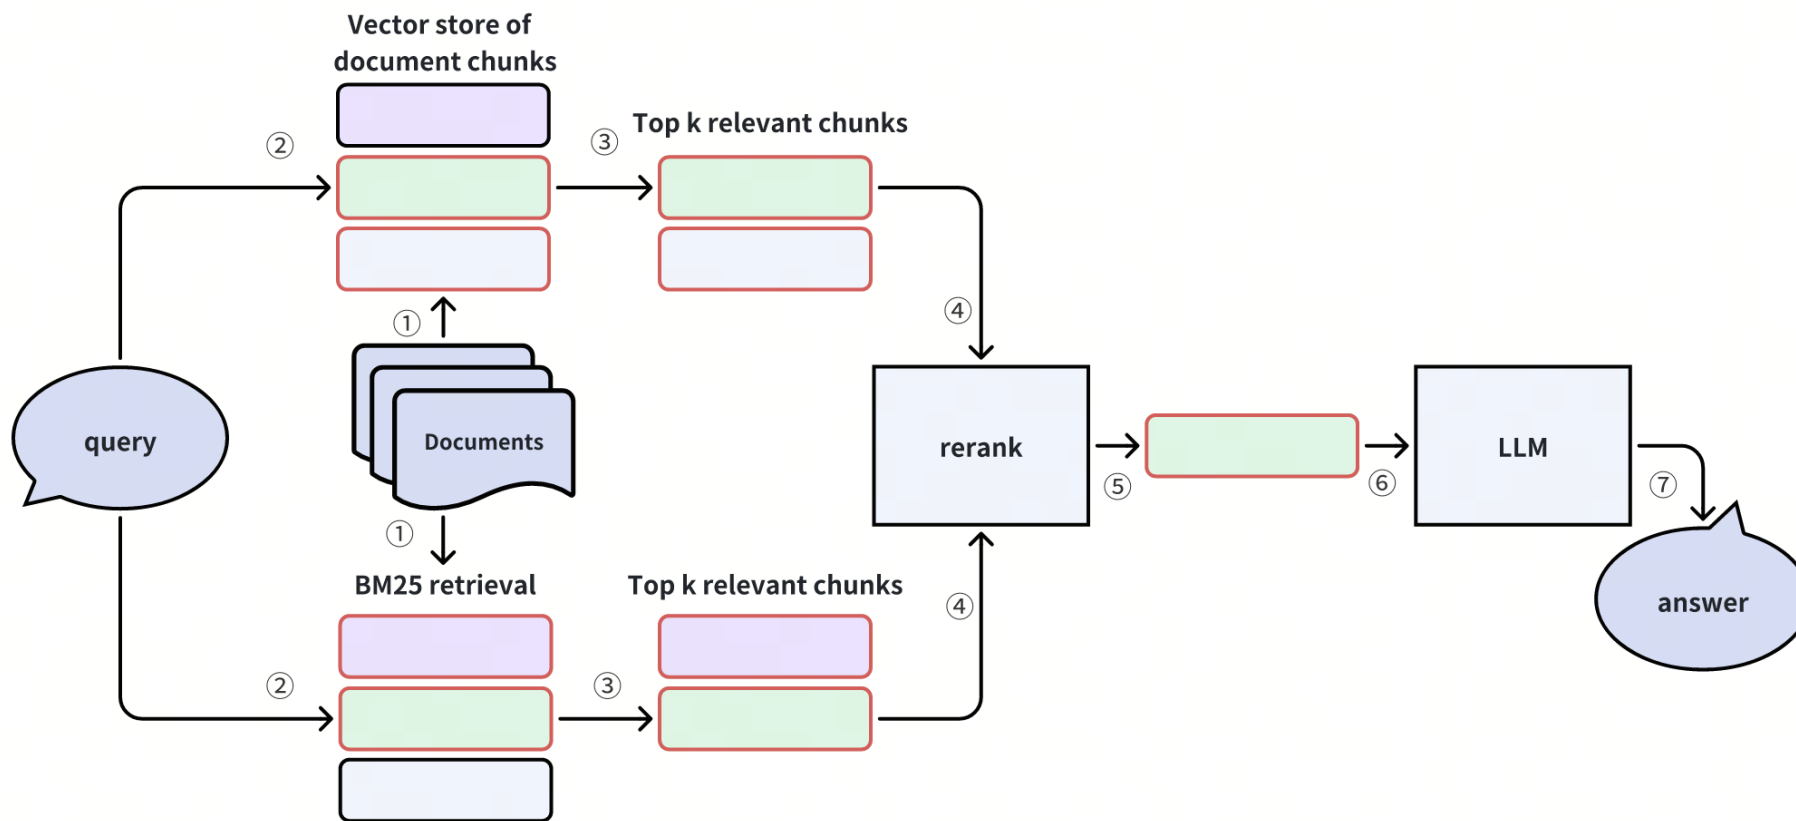 Vector store of
document chunks
②
③
Top k relevant chunks
①
④
query
Documents
rerank
⑤
⑥
LLM
⑦
answer
①
BM25 retrieval
Top k relevant chunks
④
②
③